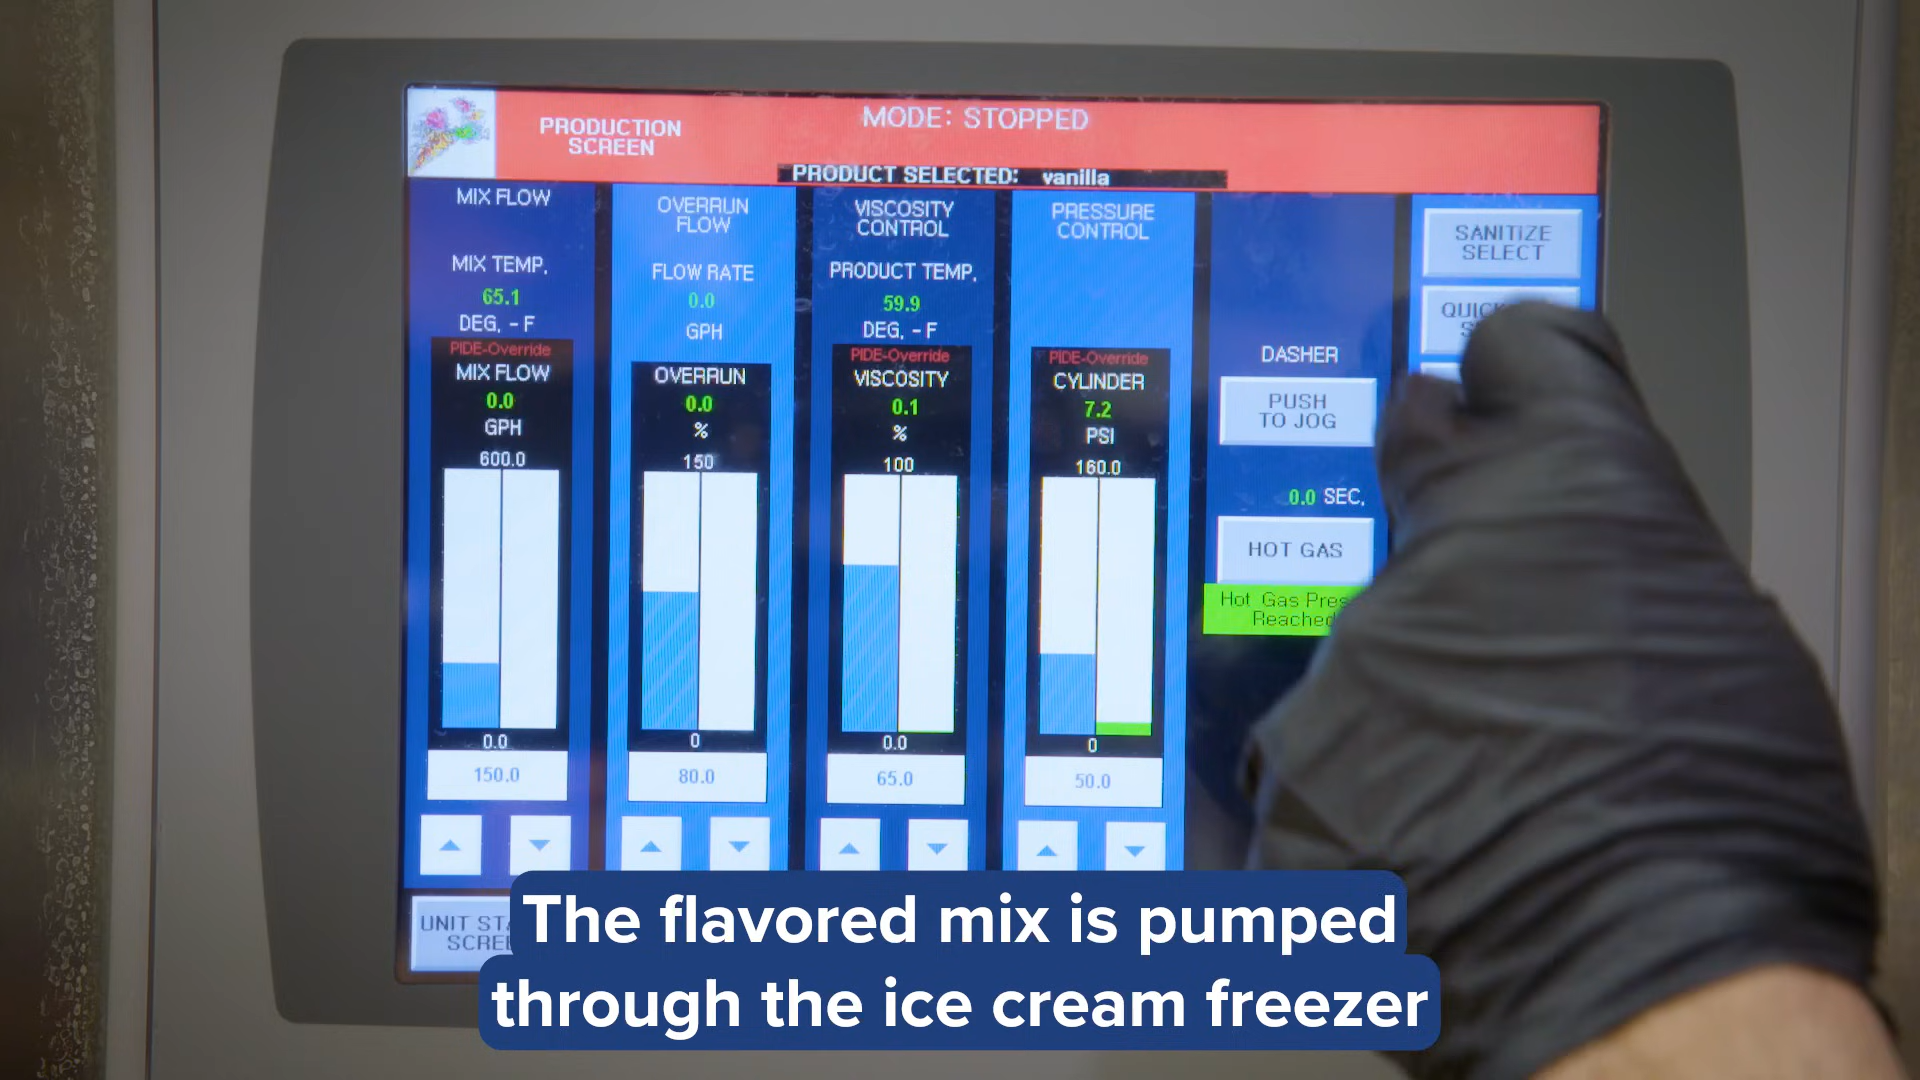 PRODUCTION
SCREEN
MODE: STOPPED
PRODUCT SELECTED: vanilla
MIX FLOW
MIX TEMP.
65.1
DEG. - F
PIDE-Override
MIX FLOW
0.0
GPH
600.0
0.0
150.0
OVERRUN
FLOW
FLOW RATE
0.0
GPH
OVERRUN
0.0
%
150
0
80.0
VISCOSITY
CONTROL
PRODUCT TEMP.
59.9
DEG. - F
PIDE-Override
VISCOSITY
0.1
%
100
0.0
65.0
PRESSURE
CONTROL
PIDE-Override
CYLINDER
7.2
PSI
160.0
0
50.0
DASHER
PUSH
TO JOG
0.0 SEC.
HOT GAS
Hot Gas
Reached
SANITIZE
SELECT
UNIT
The flavored mix is pumped
through the ice cream freezer